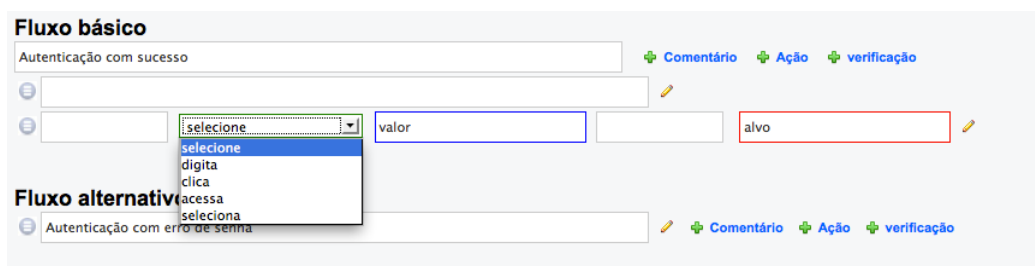 Fluxo básico
Autenticação com sucesso Comentário Ação verificação
selecione valor alvo
selecione
digita
clica
acessa
seleciona
Fluxo alternativo
Autenticação com erro de senha Comentário Ação verificação